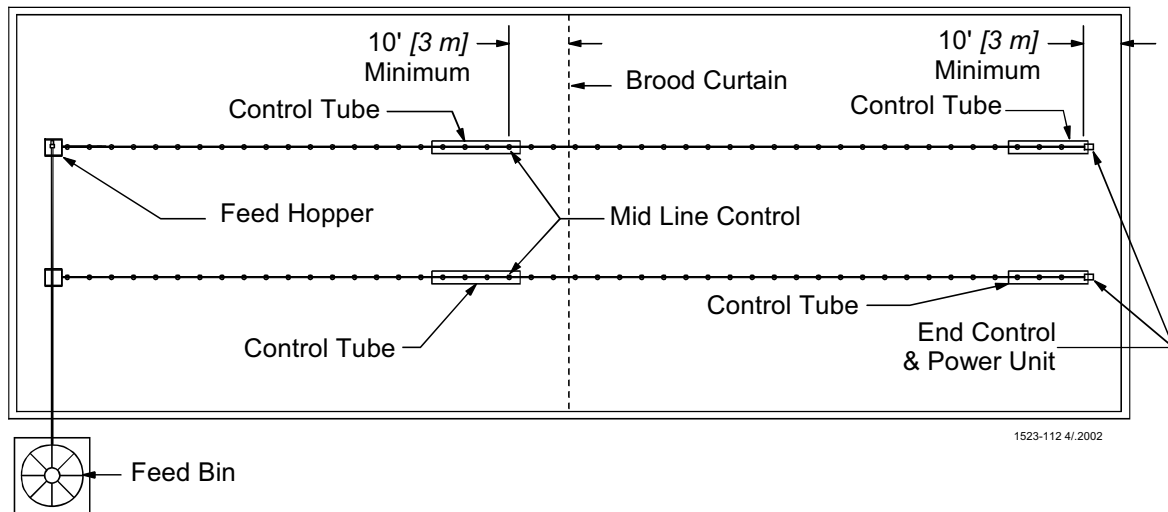 10' [3 m]
Minimum
10' [3 m]
Minimum
Brood Curtain
Control Tube
Control Tube
Feed Hopper
Mid Line Control
Control Tube
Control Tube
End Control
& Power Unit
1523-112 4/.2002
Feed Bin